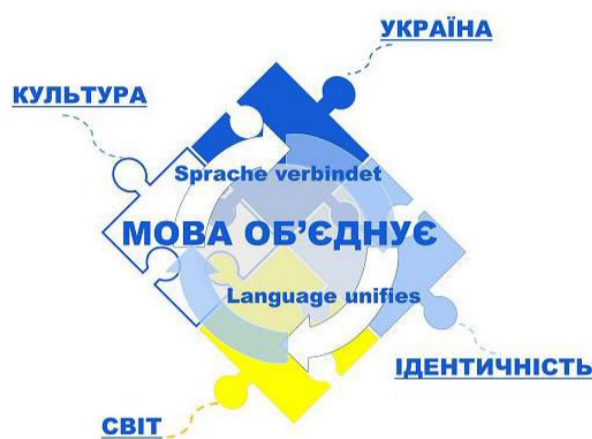 УКРАЇНА
КУЛЬТУРА
Sprache verbindet
МОВА ОБ’ЄДНУЄ
Language unifies
ІДЕНТИЧНІСТЬ
СВІТ